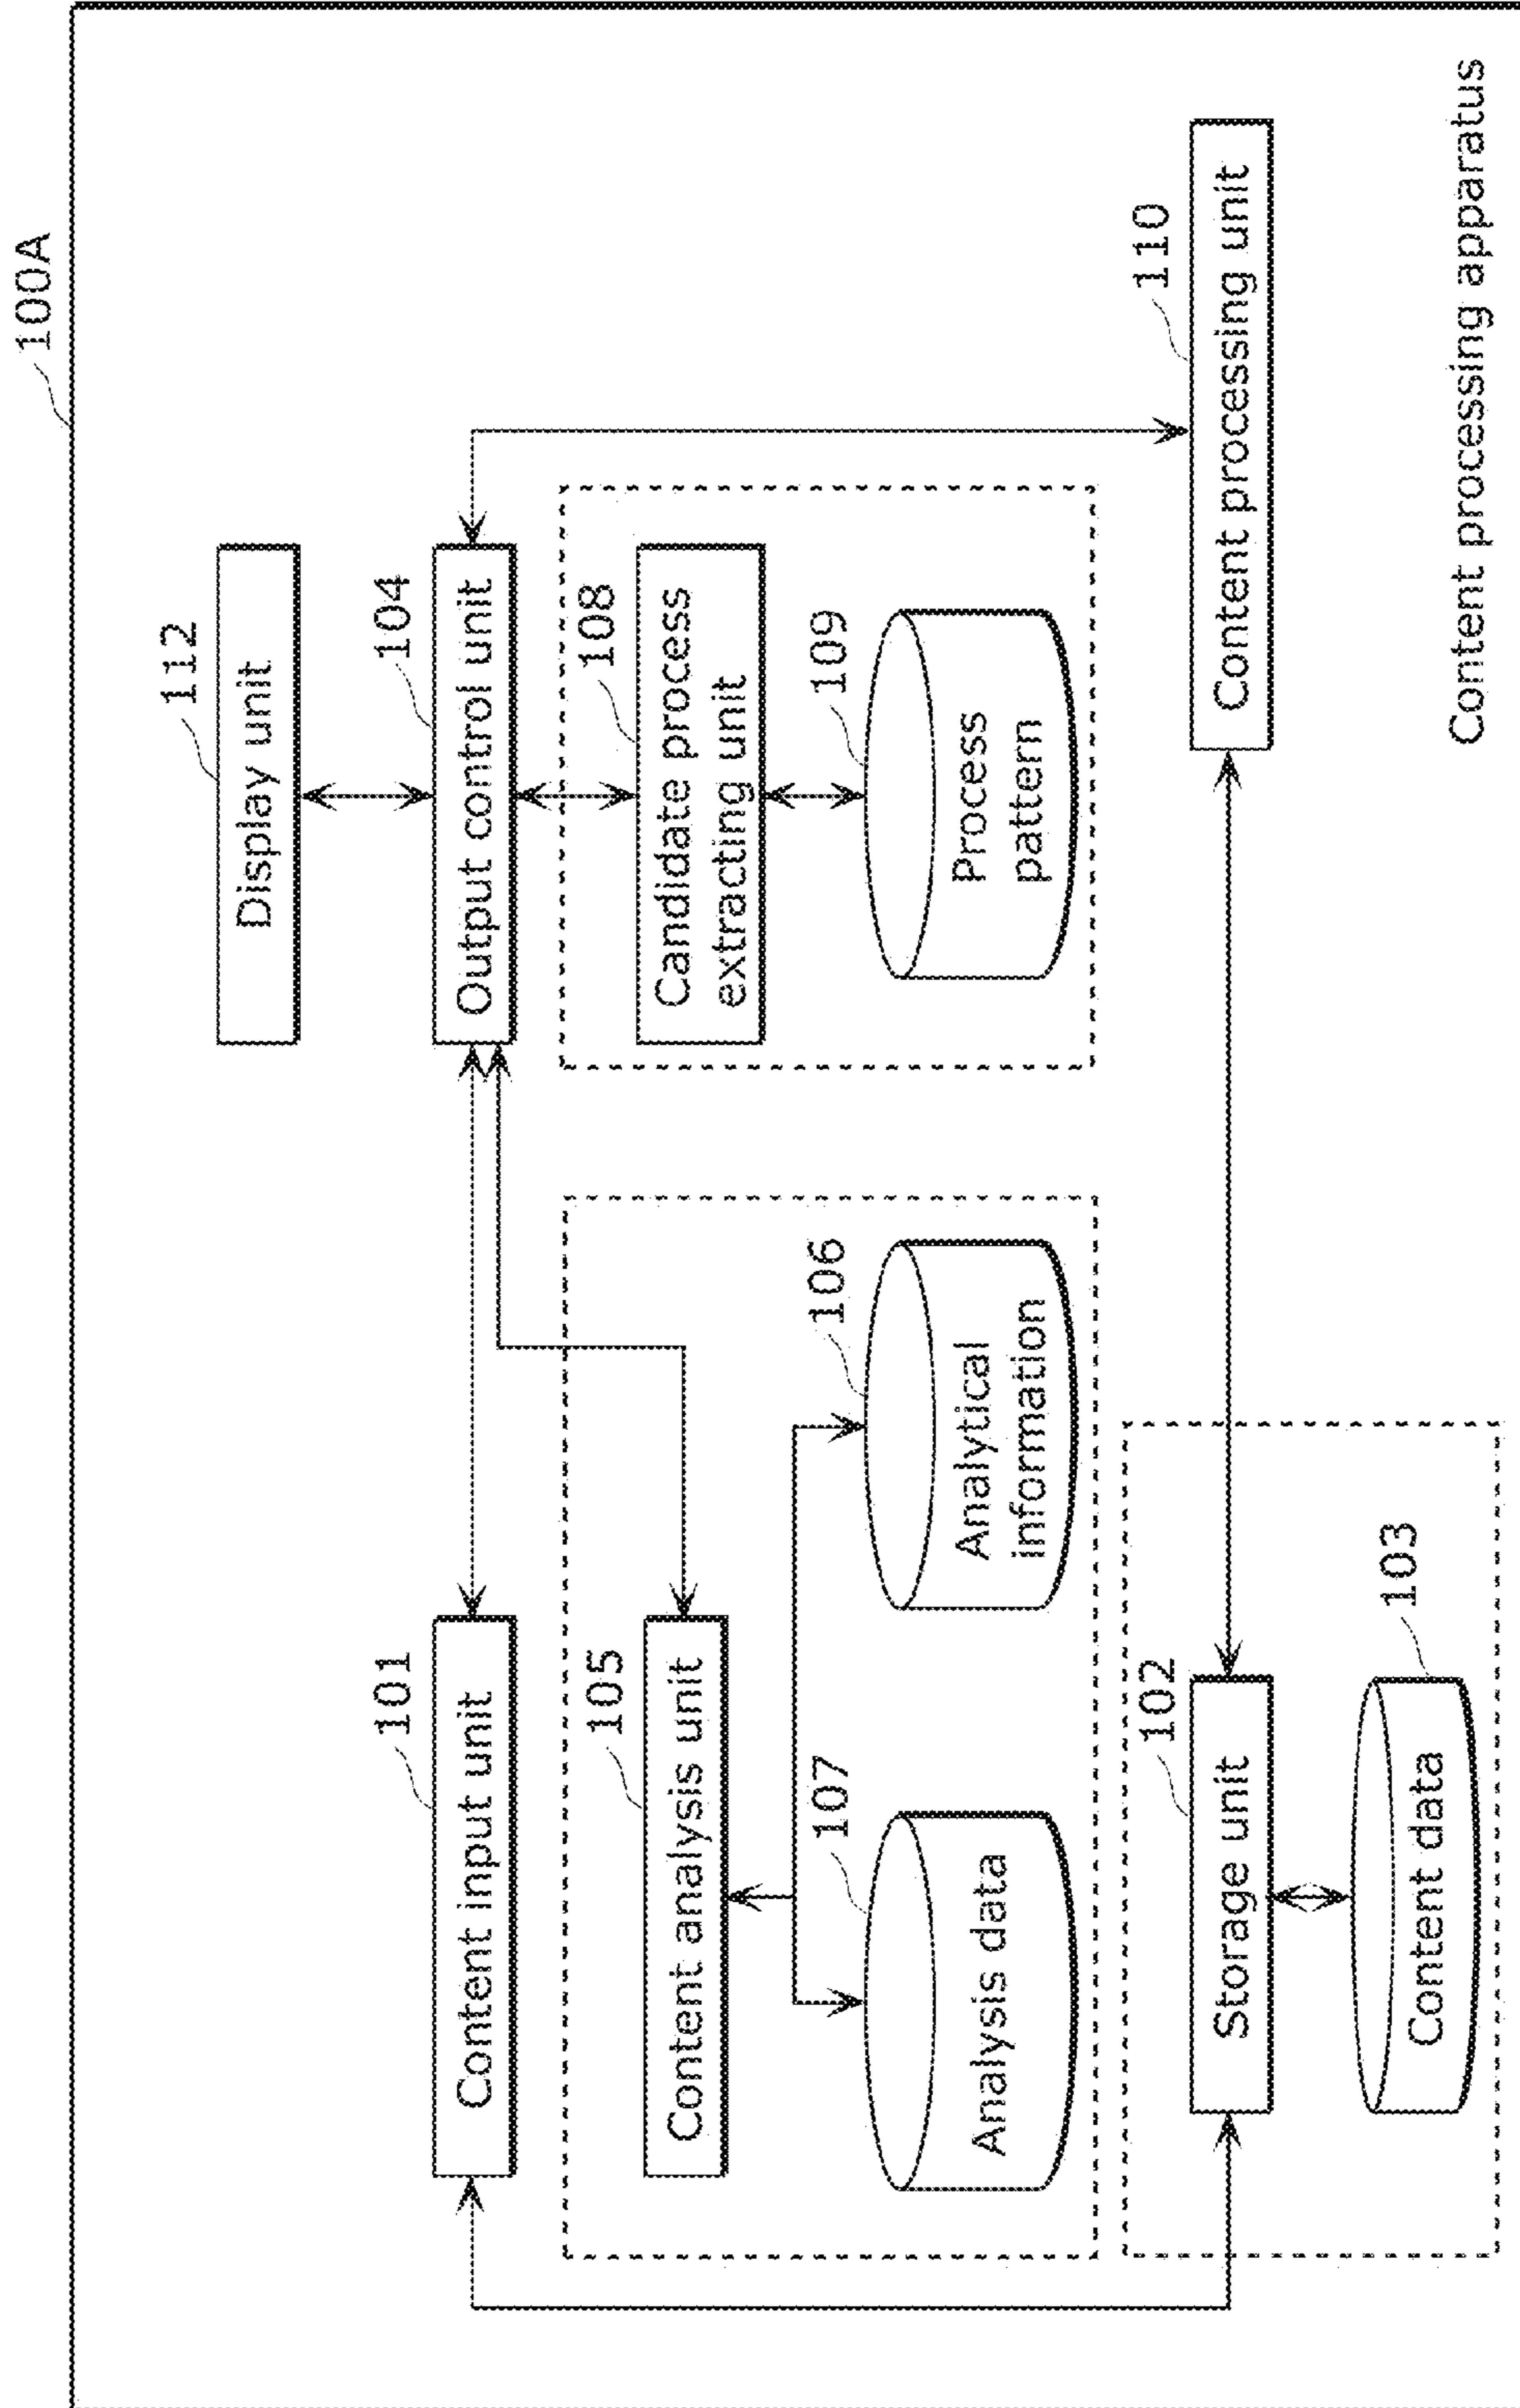 100A
112
Display unit
101
Content input unit
104
Output control unit
105
Content analysis unit
108
Candidate process
extracting unit
107
Analysis data
106
Analytical
information
109
Process
pattern
102
Storage unit
110
Content processing unit
103
Content data
Content processing apparatus